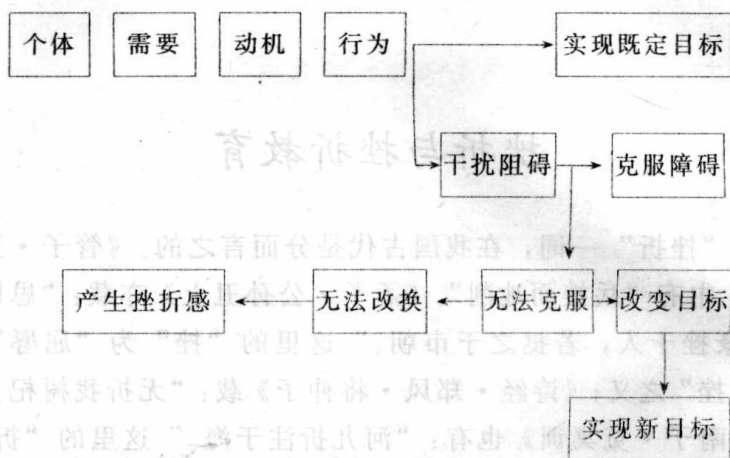 个体 需要 动机 行为 实现既定目标
干扰阻碍 克服障碍
产生挫折感 无法改换 无法克服 改变目标
实现新目标